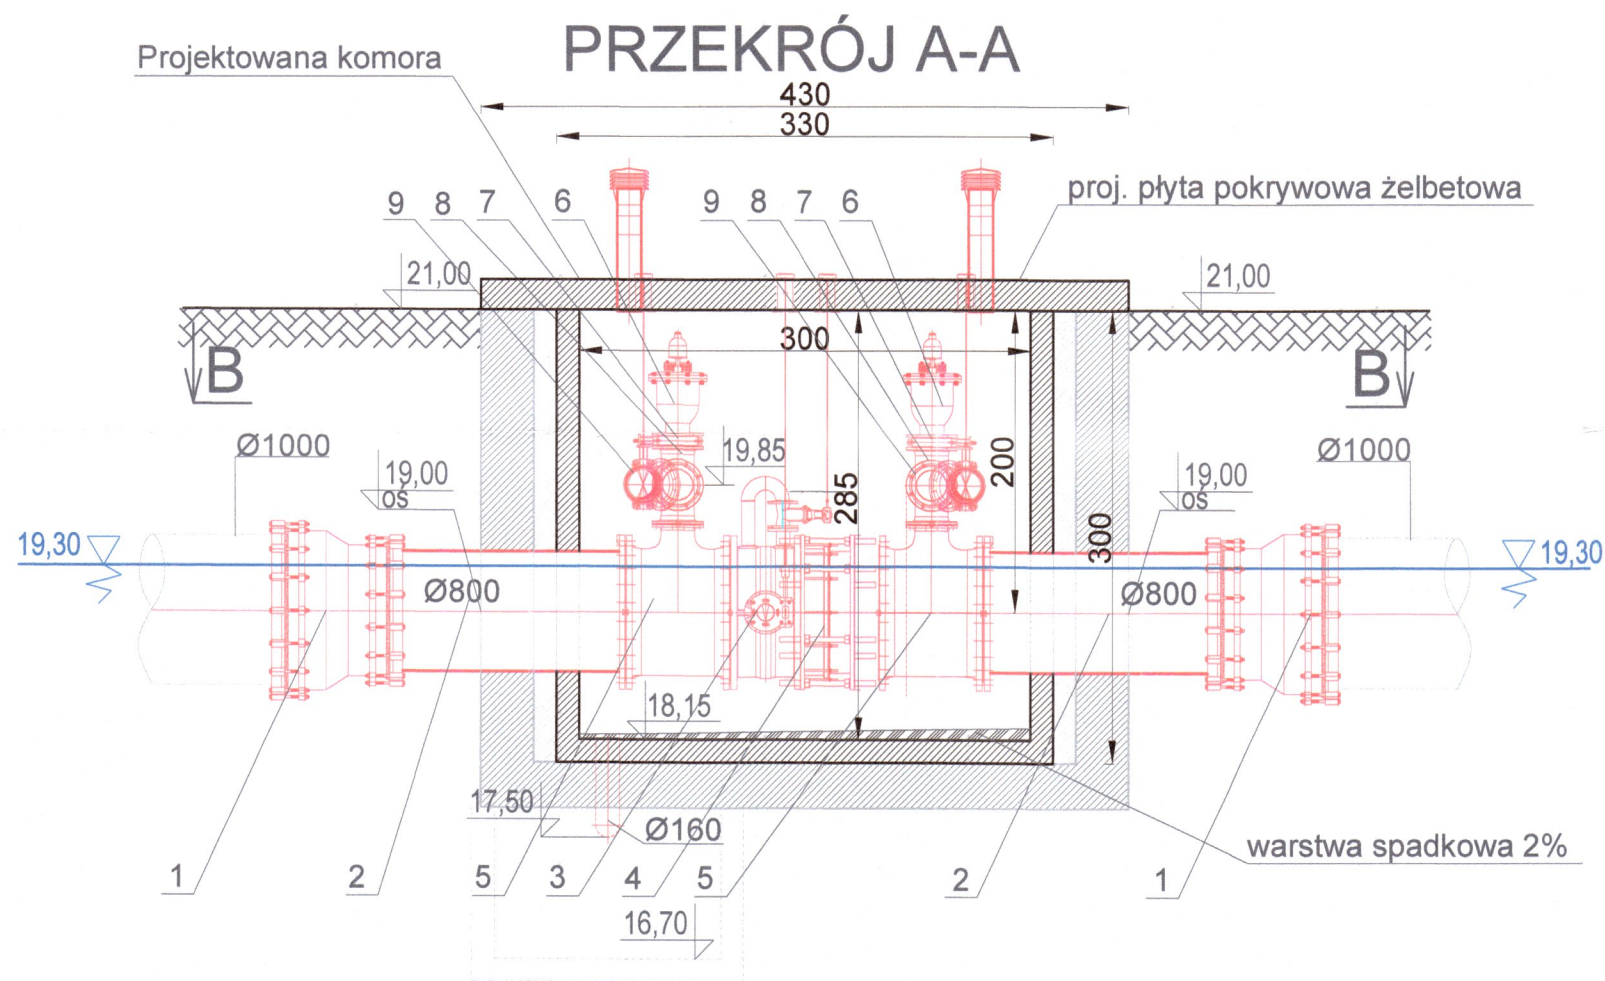 PRZEKRÓJ A-A
Projektowana komora
430
330
proj. płyta pokrywowa żelbetowa
9 8 7 6 9 8 7 6
21,00 21,00
300
B B
Ø1000 19,00 oś 19,85 285 200 19,00 oś Ø1000
19,30 300 19,30
Ø800 Ø800
18,15
17,50 Ø160
warstwa spadkowa 2%
1 2 5 3 4 5 2 1
16,70